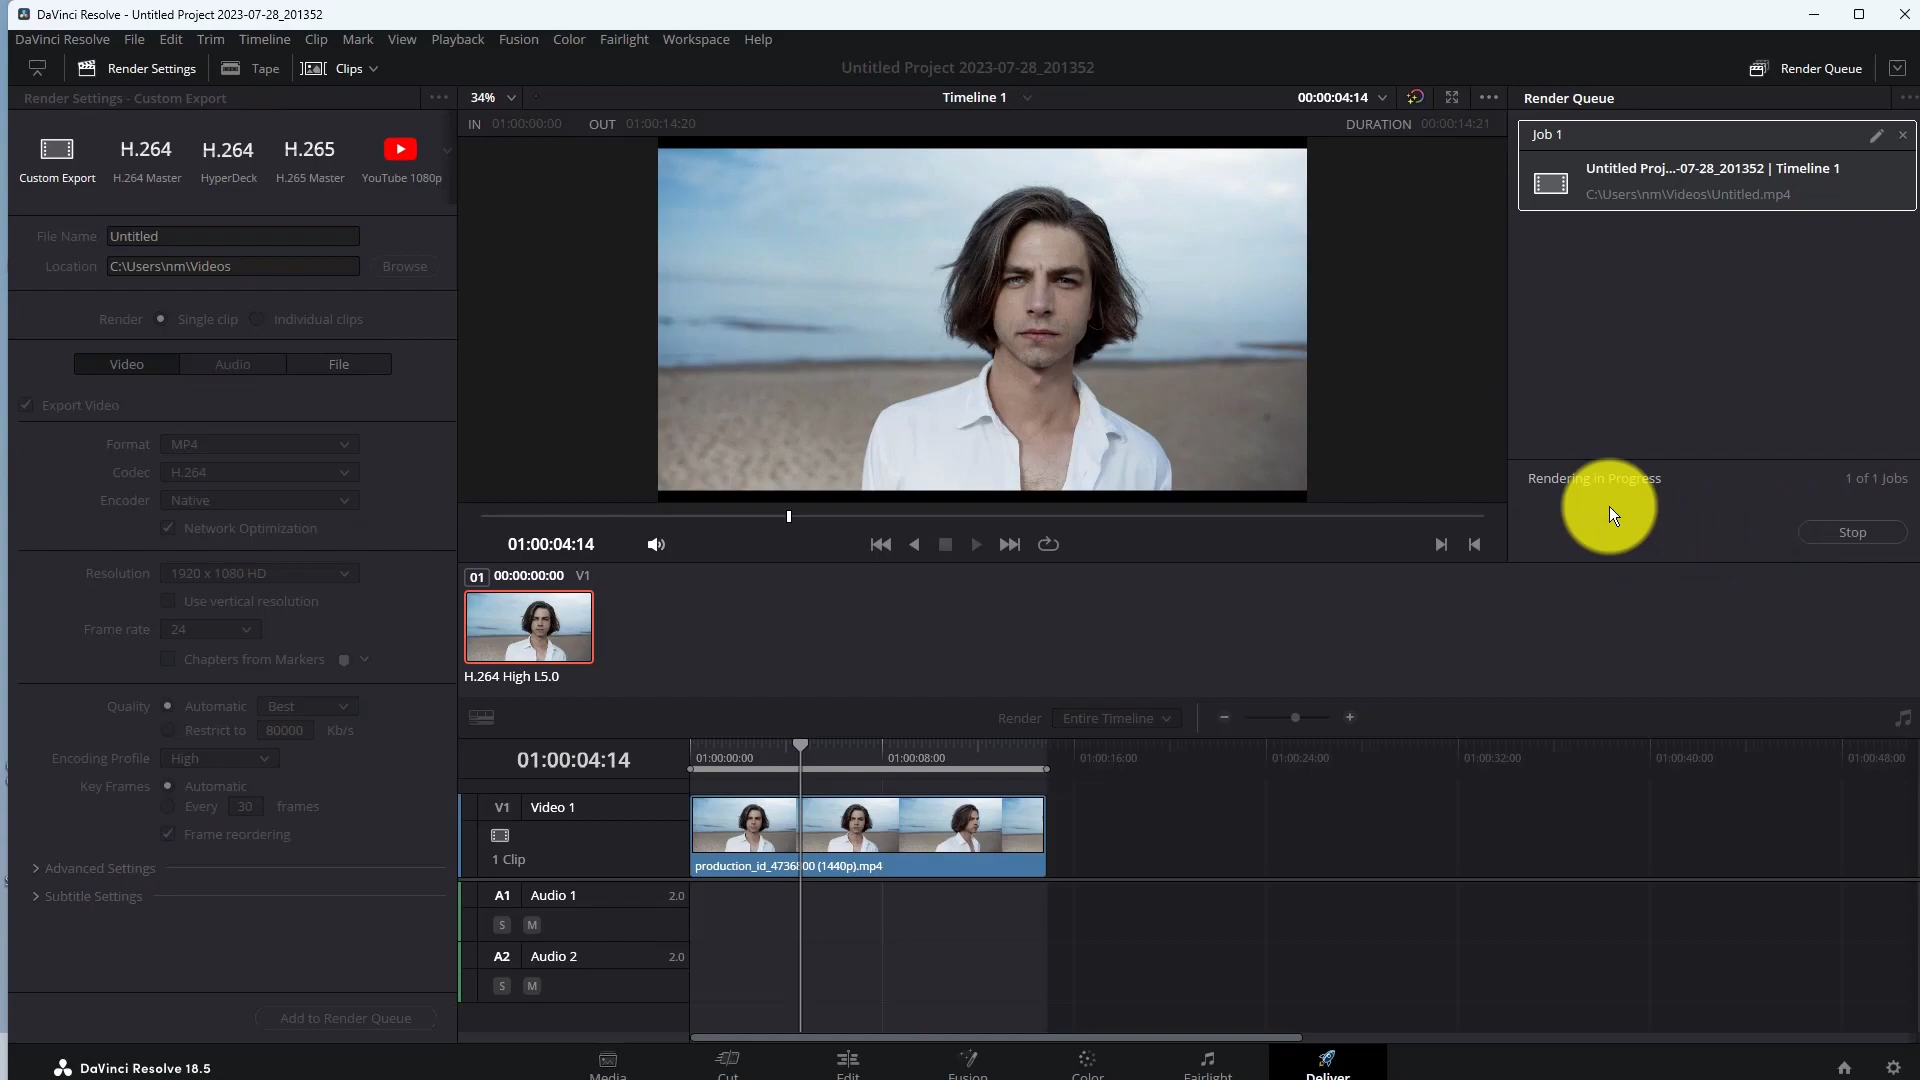 DaVinci Resolve - Untitled Project 2023-07-28_201352
DaVinci Resolve File Edit Trim Timeline Clip Mark View Playback Fusion Color Fairlight Workspace Help
Render Settings Tape Clips Untitled Project 2023-07-28_201352 Render Queue
Render Settings - Custom Export 34% Timeline 1 00:00:04:14 Render Queue
IN 01:00:00:00 OUT 01:00:14:20 DURATION 00:00:14:21
Job 1
H.264 H.264 H.265
Custom Export H.264 Master HyperDeck H.265 Master YouTube 1080p
Untitled Proj...-07-28_201352 | Timeline 1
C:\Users\nm\Videos\Untitled.mp4
File Name Untitled
Location C:\Users\nm\Videos Browse
Render Single clip Individual clips
Video Audio File
Export Video
Format MP4
Codec H.264
Encoder Native
Network Optimization
Rendering in Progress 1 of 1 Jobs
Stop
01:00:04:14
Resolution 1920 x 1080 HD
Use vertical resolution
Frame rate 24
Chapters from Markers
01 00:00:00:00 V1
H.264 High L5.0
Quality Automatic Best
Restrict to 80000 Kb/s
Encoding Profile High
Key Frames Automatic
Every 30 frames
Frame reordering
Advanced Settings
Subtitle Settings
Add to Render Queue
Render Entire Timeline
01:00:04:14 01:00:00:00 01:00:08:00 01:00:16:00 01:00:24:00 01:00:32:00 01:00:40:00 01:00:48:00
V1 Video 1
1 Clip
production_id_4736800 (1440p).mp4
A1 Audio 1 2.0
S M
A2 Audio 2 2.0
S M
DaVinci Resolve 18.5
Media Cut Edit Fusion Color Fairlight Deliver